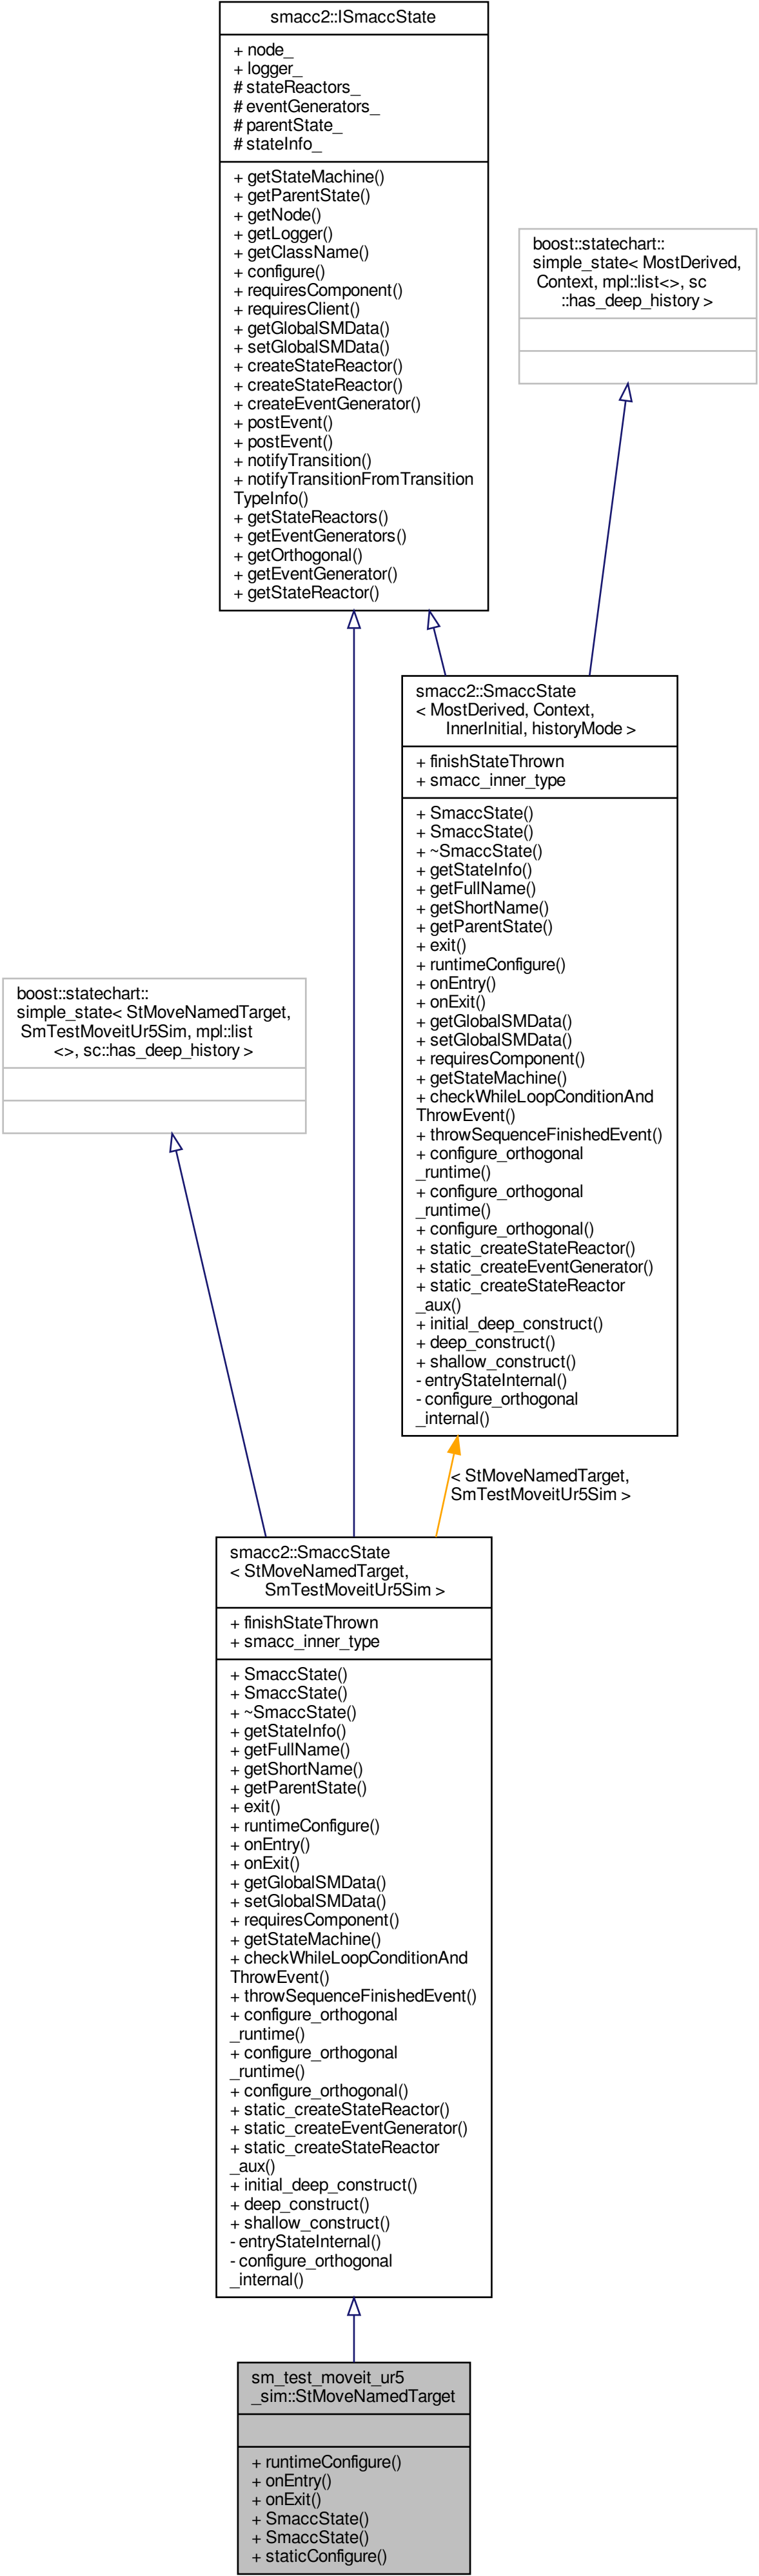 smacc2::ISmaccState
+ node_
+ logger_
# stateReactors_
# eventGenerators_
# parentState_
# stateInfo_
+ getStateMachine()
+ getParentState()
+ getNode()
+ getLogger()
+ getClassName()
+ configure()
+ requiresComponent()
+ requiresClient()
+ getGlobalSMData()
+ setGlobalSMData()
+ createStateReactor()
+ createStateReactor()
+ createEventGenerator()
+ postEvent()
+ postEvent()
+ notifyTransition()
+ notifyTransitionFromTransition
TypeInfo()
+ getStateReactors()
+ getEventGenerators()
+ getOrthogonal()
+ getEventGenerator()
+ getStateReactor()
boost::statechart::
simple_state< MostDerived,
Context, mpl::list<>, sc
::has_deep_history >
smacc2::SmaccState
< MostDerived, Context,
InnerInitial, historyMode >
+ finishStateThrown
+ smacc_inner_type
+ SmaccState()
+ SmaccState()
+ ~SmaccState()
+ getStateInfo()
+ getFullName()
+ getShortName()
+ getParentState()
+ exit()
+ runtimeConfigure()
+ onEntry()
+ onExit()
+ getGlobalSMData()
+ setGlobalSMData()
+ requiresComponent()
+ getStateMachine()
+ checkWhileLoopConditionAnd
ThrowEvent()
+ throwSequenceFinishedEvent()
+ configure_orthogonal
_runtime()
+ configure_orthogonal
_runtime()
+ configure_orthogonal()
+ static_createStateReactor()
+ static_createEventGenerator()
+ static_createStateReactor
_aux()
+ initial_deep_construct()
+ deep_construct()
+ shallow_construct()
- entryStateInternal()
- configure_orthogonal
_internal()
boost::statechart::
simple_state< StMoveNamedTarget,
SmTestMoveitUr5Sim, mpl::list
<>, sc::has_deep_history >
< StMoveNamedTarget,
SmTestMoveitUr5Sim >
smacc2::SmaccState
< StMoveNamedTarget,
SmTestMoveitUr5Sim >
+ finishStateThrown
+ smacc_inner_type
+ SmaccState()
+ SmaccState()
+ ~SmaccState()
+ getStateInfo()
+ getFullName()
+ getShortName()
+ getParentState()
+ exit()
+ runtimeConfigure()
+ onEntry()
+ onExit()
+ getGlobalSMData()
+ setGlobalSMData()
+ requiresComponent()
+ getStateMachine()
+ checkWhileLoopConditionAnd
ThrowEvent()
+ throwSequenceFinishedEvent()
+ configure_orthogonal
_runtime()
+ configure_orthogonal
_runtime()
+ configure_orthogonal()
+ static_createStateReactor()
+ static_createEventGenerator()
+ static_createStateReactor
_aux()
+ initial_deep_construct()
+ deep_construct()
+ shallow_construct()
- entryStateInternal()
- configure_orthogonal
_internal()
sm_test_moveit_ur5
_sim::StMoveNamedTarget
+ runtimeConfigure()
+ onEntry()
+ onExit()
+ SmaccState()
+ SmaccState()
+ staticConfigure()